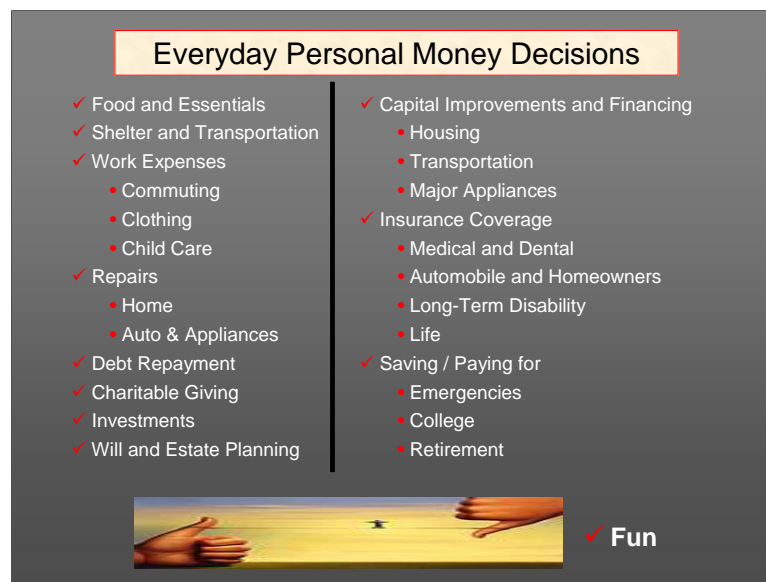 Everyday Personal Money Decisions
Food and Essentials
Shelter and Transportation
Work Expenses
Commuting
Clothing
Child Care
Repairs
Home
Auto & Appliances
Debt Repayment
Charitable Giving
Investments
Will and Estate Planning
Capital Improvements and Financing
Housing
Transportation
Major Appliances
Insurance Coverage
Medical and Dental
Automobile and Homeowners
Long-Term Disability
Life
Saving / Paying for
Emergencies
College
Retirement
Fun